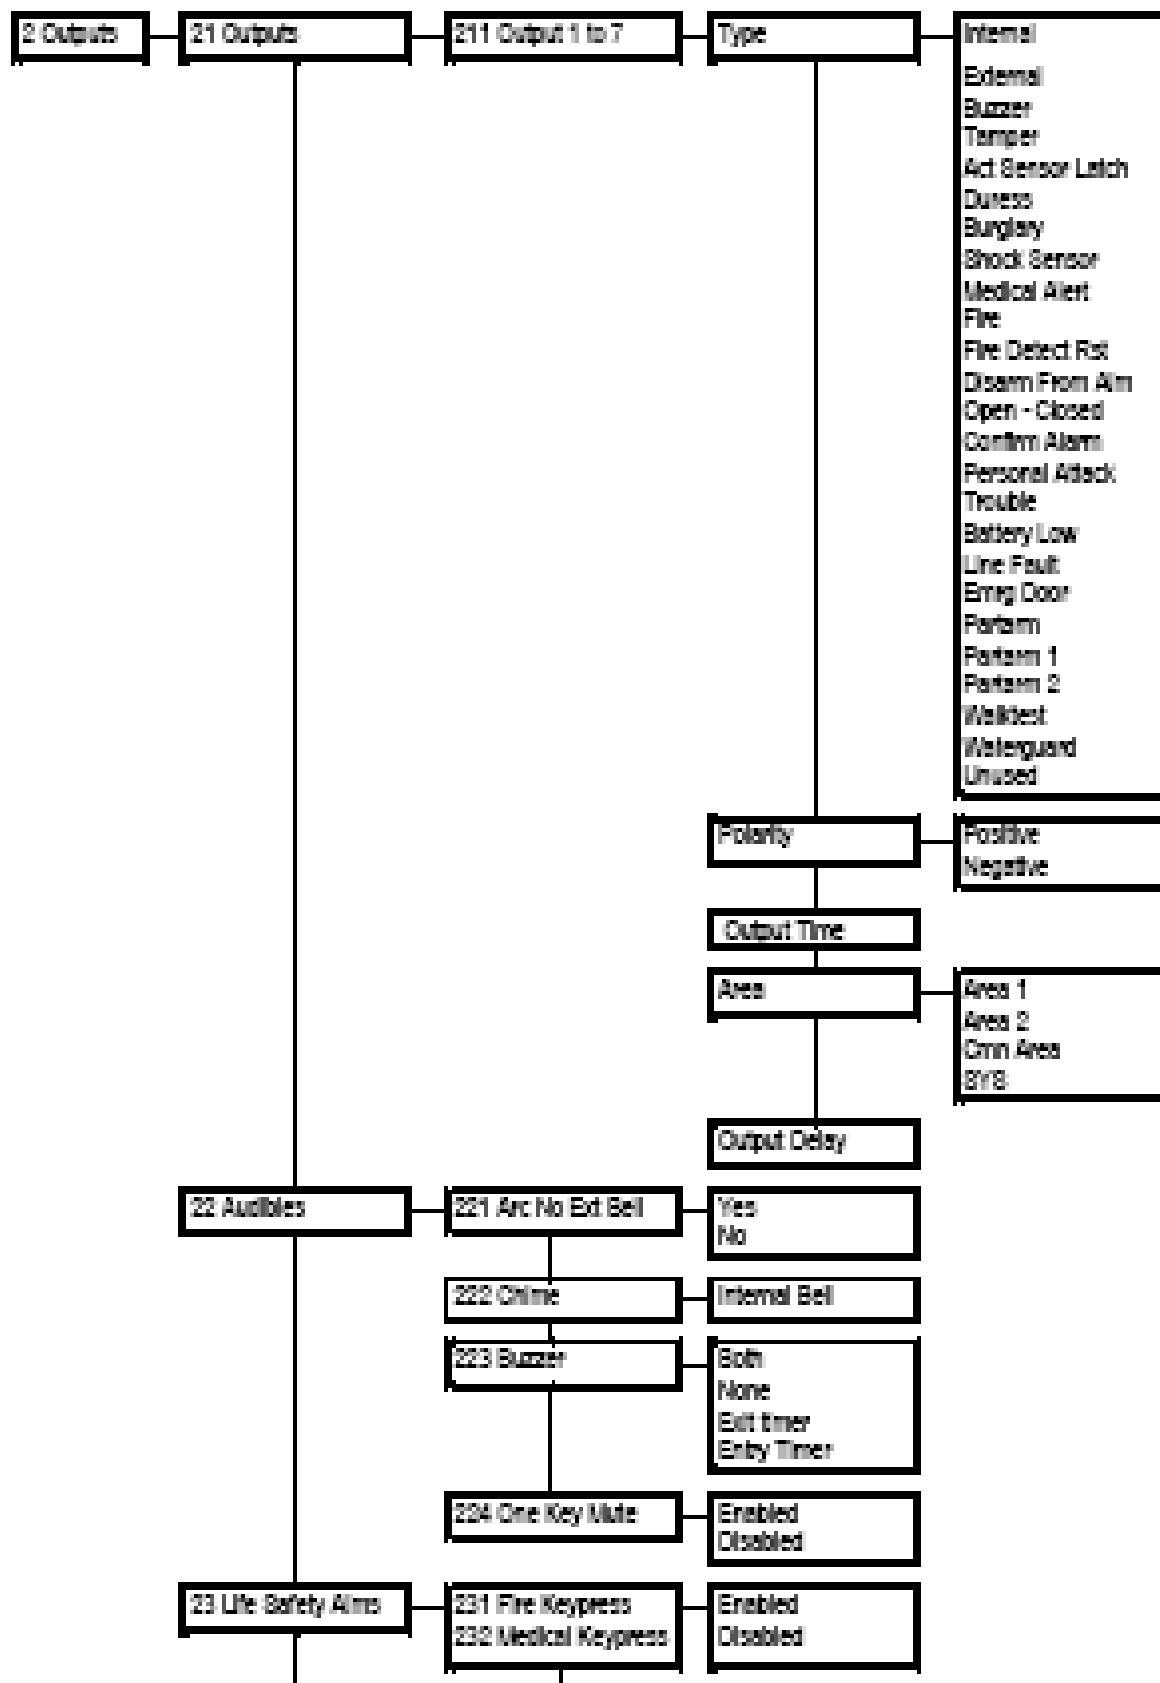 2 Outputs
21 Outputs
211 Output 1 to 7
Type
Internal
External
Buzzer
Tamper
Act Sensor Latch
Duress
Burglary
Shock Sensor
Medical Alert
Fire
Fire Detect Rst
Disarm From Alm
Open - Closed
Confirm Alarm
Personal Attack
Trouble
Battery Low
Line Fault
Emrg Door
Partarm
Partarm 1
Partarm 2
Walktest
Waterguard
Unused
Polarity
Positive
Negative
Output Time
Area
Area 1
Area 2
Cmn Area
SYS
Output Delay
22 Audibles
221 Arc No Ext Bell
Yes
No
222 Chime
Internal Bell
223 Buzzer
Both
None
Exit timer
Entry Timer
224 One Key Mute
Enabled
Disabled
23 Life Safety Alms
231 Fire Keypress
232 Medical Keypress
Enabled
Disabled